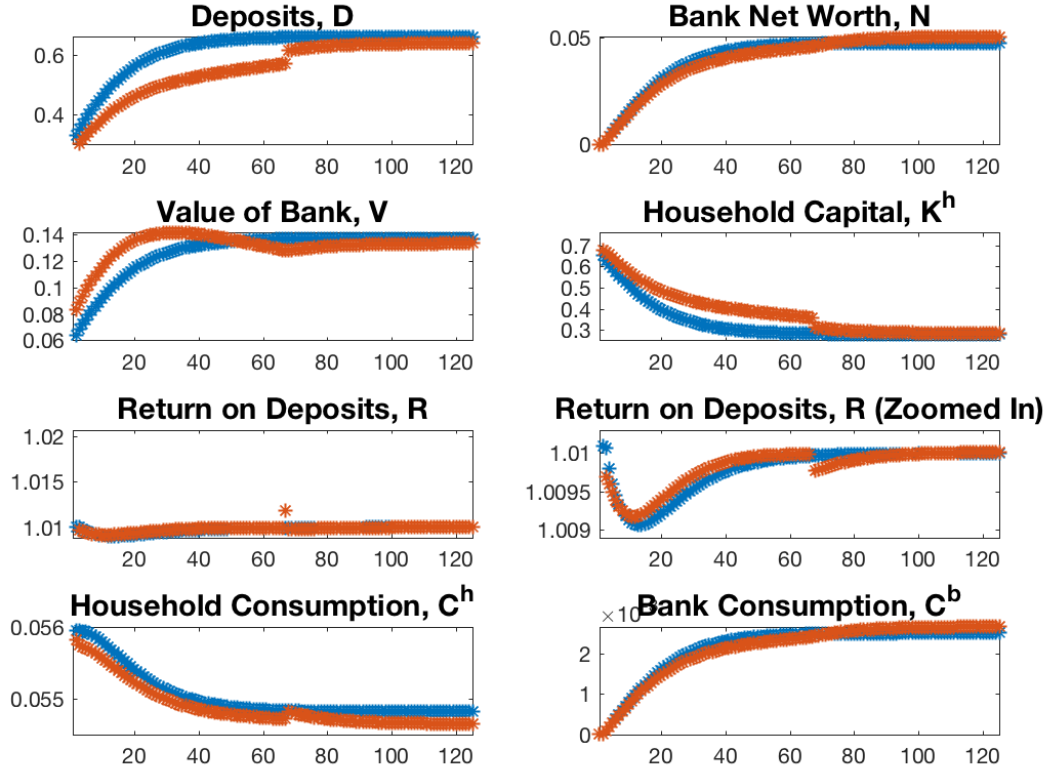 Deposits, D
0.6
0.4
20 40 60 80 100 120
Bank Net Worth, N
0.05
0
20 40 60 80 100 120
Value of Bank, V
0.14
0.12
0.1
0.08
0.06
20 40 60 80 100 120
Household Capital, K^h
0.7
0.6
0.5
0.4
0.3
20 40 60 80 100 120
Return on Deposits, R
1.02
1.015
1.01
20 40 60 80 100 120
Return on Deposits, R (Zoomed In)
1.01
1.0095
1.009
20 40 60 80 100 120
Household Consumption, C^h
0.056
0.055
20 40 60 80 100 120
Bank Consumption, C^b
×10
2
1
0
20 40 60 80 100 120